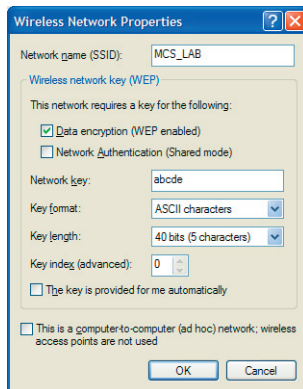 Wireless Network Properties
Network name (SSID): MCS_LAB
Wireless network key (WEP)
This network requires a key for the following:
Data encryption (WEP enabled)
Network Authentication (Shared mode)
Network key: abcde
Key format: ASCII characters
Key length: 40 bits (5 characters)
Key index (advanced): 0
The key is provided for me automatically
This is a computer-to-computer (ad hoc) network; wireless
access points are not used
OK Cancel